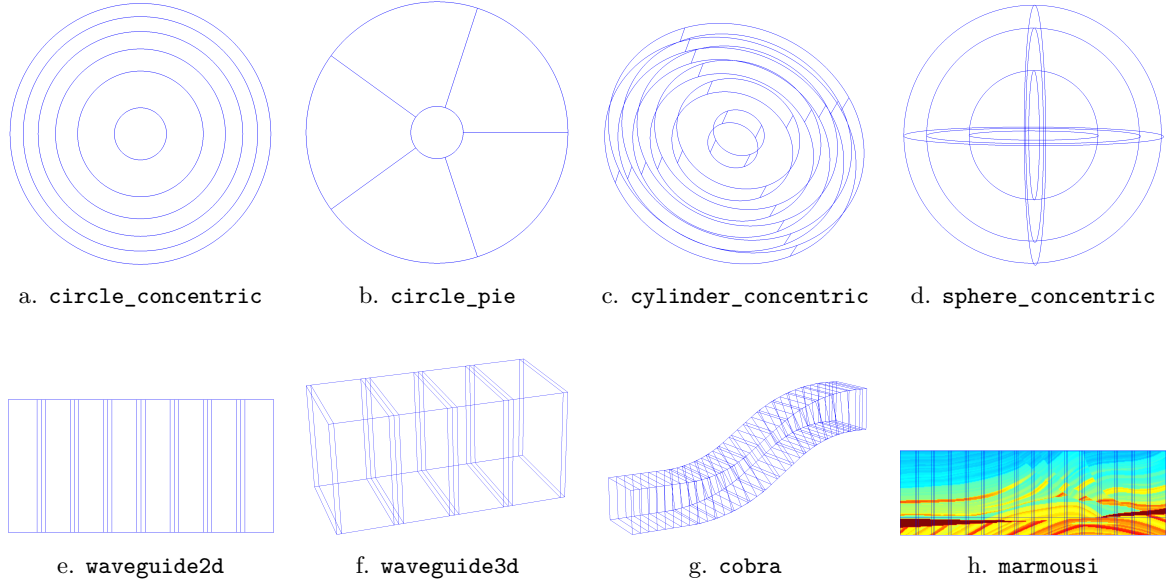 a. circle_concentric
b. circle_pie
c. cylinder_concentric
d. sphere_concentric
e. waveguide2d
f. waveguide3d
g. cobra
h. marmousi